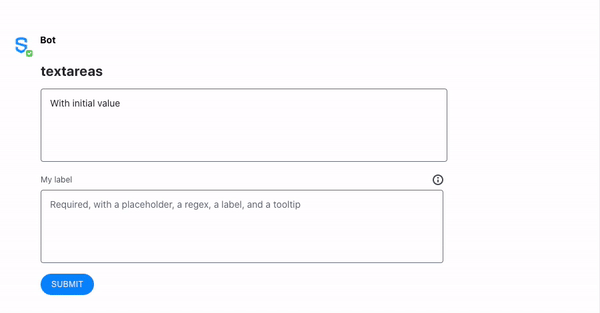 Bot
textareas
With initial value
My label
Required, with a placeholder, a regex, a label, and a tooltip
SUBMIT